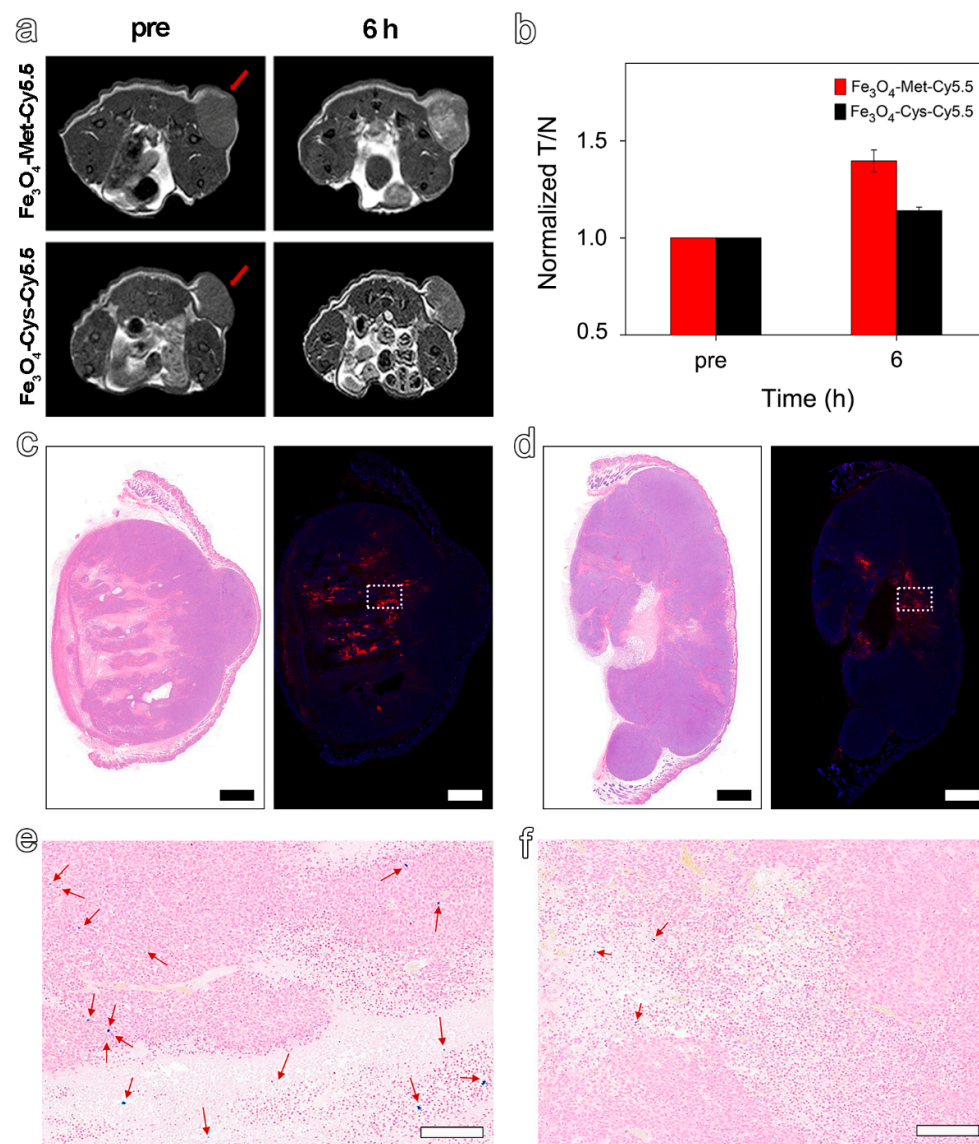 a
pre
6 h
Fe₃O₄-Met-Cy5.5
Fe₃O₄-Cys-Cy5.5
b
Fe₃O₄-Met-Cy5.5
Fe₃O₄-Cys-Cy5.5
Normalized T/N
1.5
1.0
0.5
pre
6
Time (h)
c
d
e
f